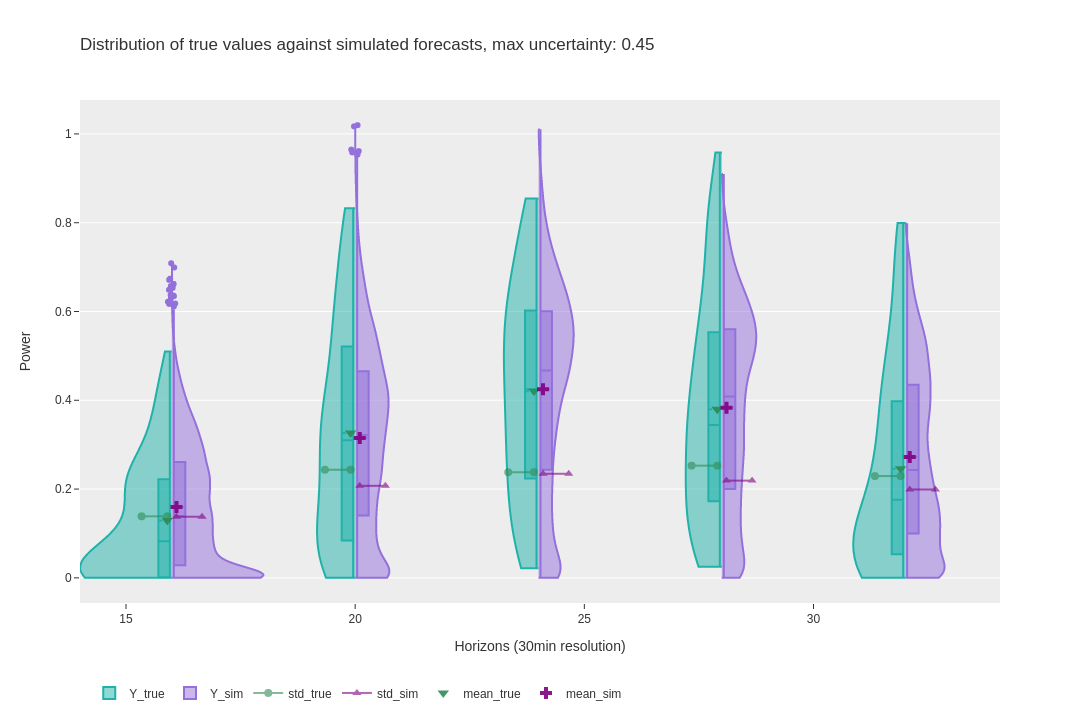 Distribution of true values against simulated forecasts, max uncertainty: 0.45
1
0.8
0.6
0.4
0.2
0
Power
15 20 25 30
Horizons (30min resolution)
Y_true Y_sim std_true std_sim mean_true mean_sim